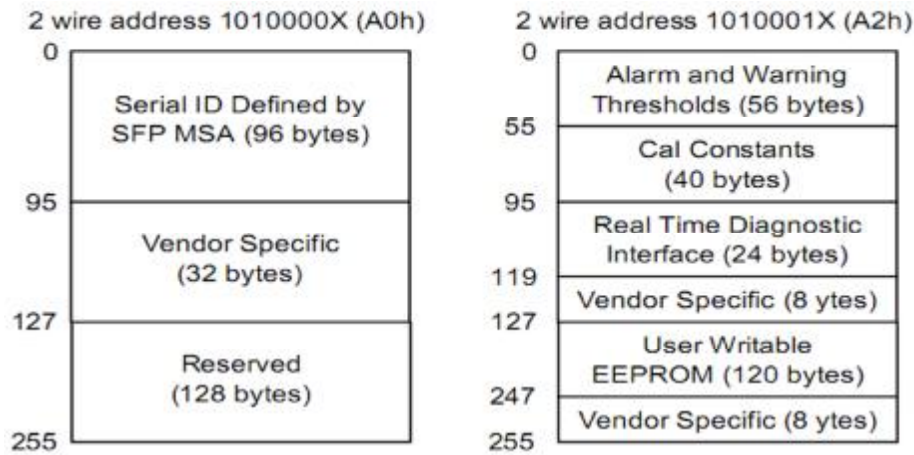 2 wire address 1010000X (A0h)
0
Serial ID Defined by
SFP MSA (96 bytes)
95
Vendor Specific
(32 bytes)
127
Reserved
(128 bytes)
255
2 wire address 1010001X (A2h)
0
Alarm and Warning
Thresholds (56 bytes)
55
Cal Constants
(40 bytes)
95
Real Time Diagnostic
Interface (24 bytes)
119
Vendor Specific (8 ytes)
127
User Writable
EEPROM (120 bytes)
247
Vendor Specific (8 ytes)
255